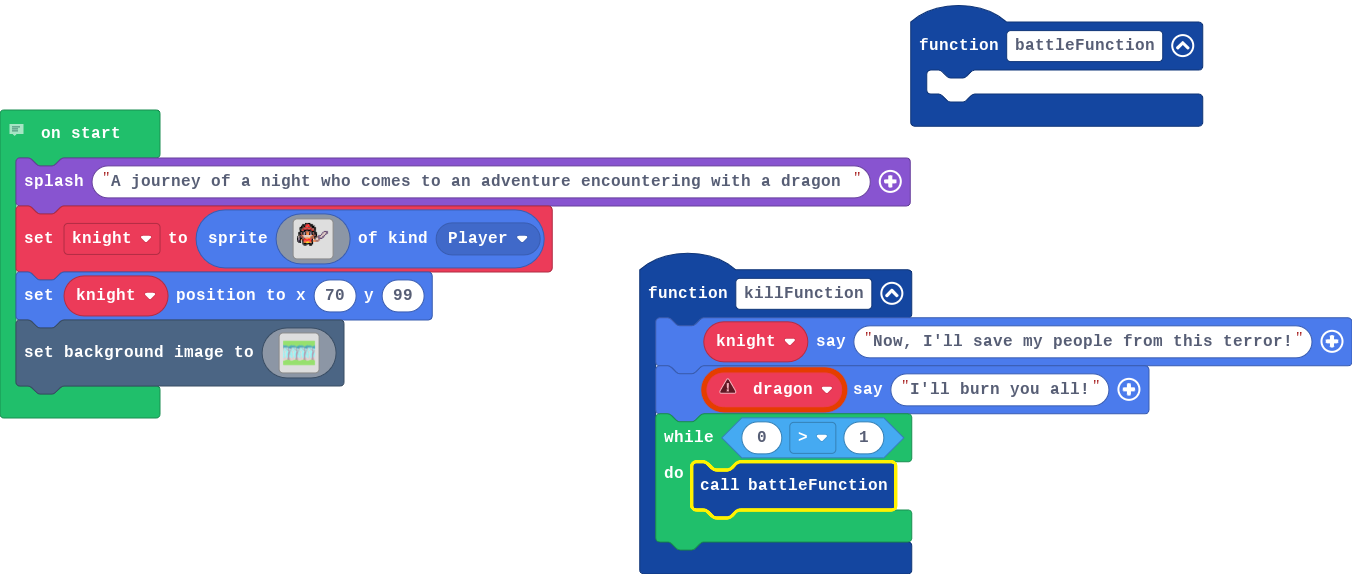 function battleFunction
on start
splash "A journey of a night who comes to an adventure encountering with a dragon "
set knight to sprite of kind Player
set knight position to x 70 y 99
set background image to
function killFunction
knight say "Now, I'll save my people from this terror!"
dragon say "I'll burn you all!"
while 0 > 1
do
call battleFunction